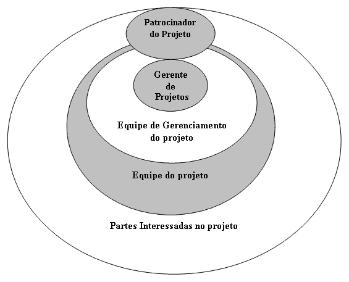 Patrocinador
do Projeto
Gerente
de
Projetos
Equipe de Gerenciamento
do projeto
Equipe do projeto
Partes Interessadas no projeto